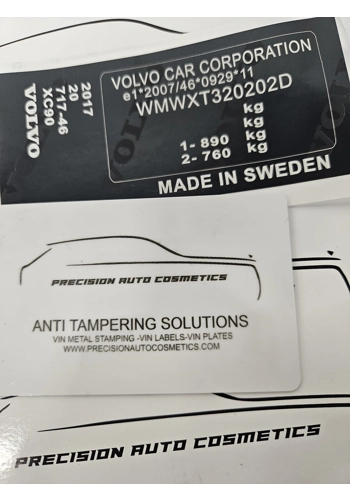 VOLVO CAR CORPORATION
e1*2007/46*0929*11
WMWXT320202D
kg
kg
1- 890 kg
2- 760 kg
MADE IN SWEDEN
2017
20
717-46
XC90
VOLVO
PRECISION AUTO COSMETICS
ANTI TAMPERING SOLUTIONS
VIN METAL STAMPING -VIN LABELS-VIN PLATES
WWW.PRECISIONAUTOCOSMETICS.COM
PRECISION AUTO COSMETICS